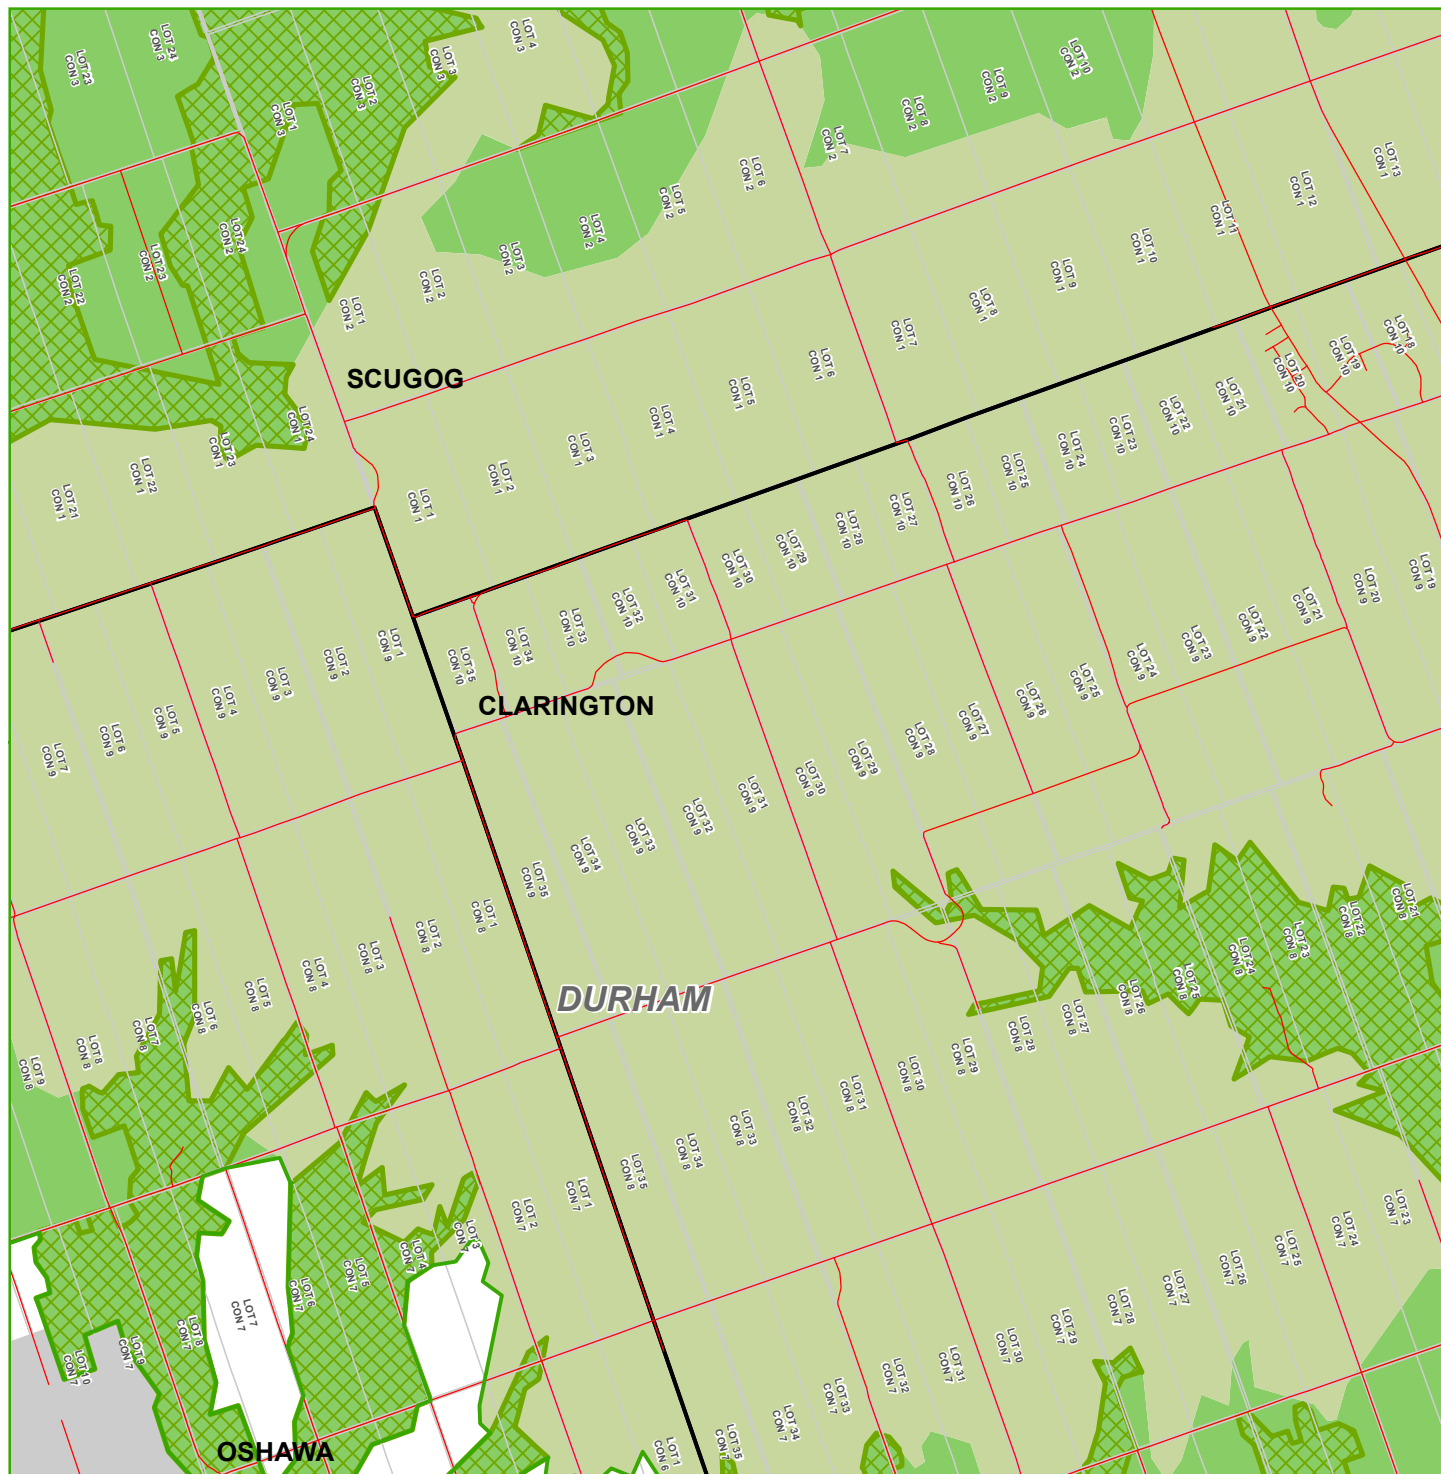 LOT 23
CON 3
LOT 24
CON 3
LOT 1
CON 3
LOT 2
CON 3
LOT 3
CON 3
LOT 4
CON 3
LOT 22
CON 2
LOT 23
CON 2
LOT 24
CON 2
LOT 1
CON 2
LOT 2
CON 2
LOT 3
CON 2
LOT 4
CON 2
LOT 5
CON 2
LOT 6
CON 2
LOT 7
CON 2
LOT 8
CON 2
LOT 9
CON 2
LOT 10
CON 2
SCUGOG
LOT 21
CON 1
LOT 22
CON 1
LOT 23
CON 1
LOT 24
CON 1
LOT 1
CON 1
LOT 2
CON 1
LOT 3
CON 1
LOT 4
CON 1
LOT 5
CON 1
LOT 6
CON 1
LOT 7
CON 1
LOT 8
CON 1
LOT 9
CON 1
LOT 10
CON 1
LOT 11
CON 1
LOT 12
CON 1
LOT 13
CON 1
LOT 35
CON 10
LOT 34
CON 10
LOT 33
CON 10
LOT 32
CON 10
LOT 31
CON 10
LOT 30
CON 10
LOT 29
CON 10
LOT 28
CON 10
LOT 27
CON 10
LOT 26
CON 10
LOT 25
CON 10
LOT 24
CON 10
LOT 23
CON 10
LOT 22
CON 10
LOT 21
CON 10
LOT 20
CON 10
LOT 19
CON 10
LOT 18
CON 10
CLARINGTON
LOT 7
CON 9
LOT 6
CON 9
LOT 5
CON 9
LOT 4
CON 9
LOT 3
CON 9
LOT 2
CON 9
LOT 1
CON 9
LOT 35
CON 9
LOT 34
CON 9
LOT 33
CON 9
LOT 32
CON 9
LOT 31
CON 9
LOT 30
CON 9
LOT 29
CON 9
LOT 28
CON 9
LOT 27
CON 9
LOT 26
CON 9
LOT 25
CON 9
LOT 24
CON 9
LOT 23
CON 9
LOT 22
CON 9
LOT 21
CON 9
LOT 20
CON 9
LOT 19
CON 9
DURHAM
LOT 9
CON 8
LOT 8
CON 8
LOT 7
CON 8
LOT 6
CON 8
LOT 5
CON 8
LOT 4
CON 8
LOT 3
CON 8
LOT 2
CON 8
LOT 1
CON 8
LOT 35
CON 8
LOT 34
CON 8
LOT 33
CON 8
LOT 32
CON 8
LOT 31
CON 8
LOT 30
CON 8
LOT 29
CON 8
LOT 28
CON 8
LOT 27
CON 8
LOT 26
CON 8
LOT 25
CON 8
LOT 24
CON 8
LOT 23
CON 8
LOT 22
CON 8
LOT 21
CON 8
LOT 10
CON 7
LOT 9
CON 7
LOT 8
CON 7
LOT 7
CON 7
LOT 6
CON 7
LOT 5
CON 7
LOT 4
CON 7
LOT 3
CON 7
LOT 2
CON 7
LOT 1
CON 7
LOT 35
CON 7
LOT 34
CON 7
LOT 33
CON 7
LOT 32
CON 7
LOT 31
CON 7
LOT 30
CON 7
LOT 29
CON 7
LOT 28
CON 7
LOT 27
CON 7
LOT 26
CON 7
LOT 25
CON 7
LOT 24
CON 7
LOT 23
CON 7
OSHAWA
LOT 1
CON 6